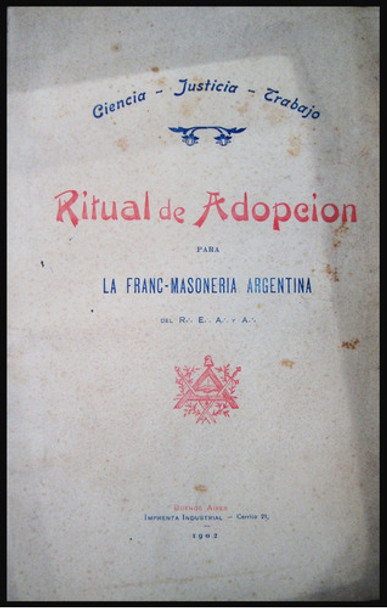 Ciencia - Justicia - Trabajo
Ritual de Adopcion
PARA
LA FRANC-MASONERIA ARGENTINA
DEL R∴ E∴ A∴ Y A∴
BUENOS AIRES
IMPRENTA INDUSTRIAL — Cerrito 21,
1902